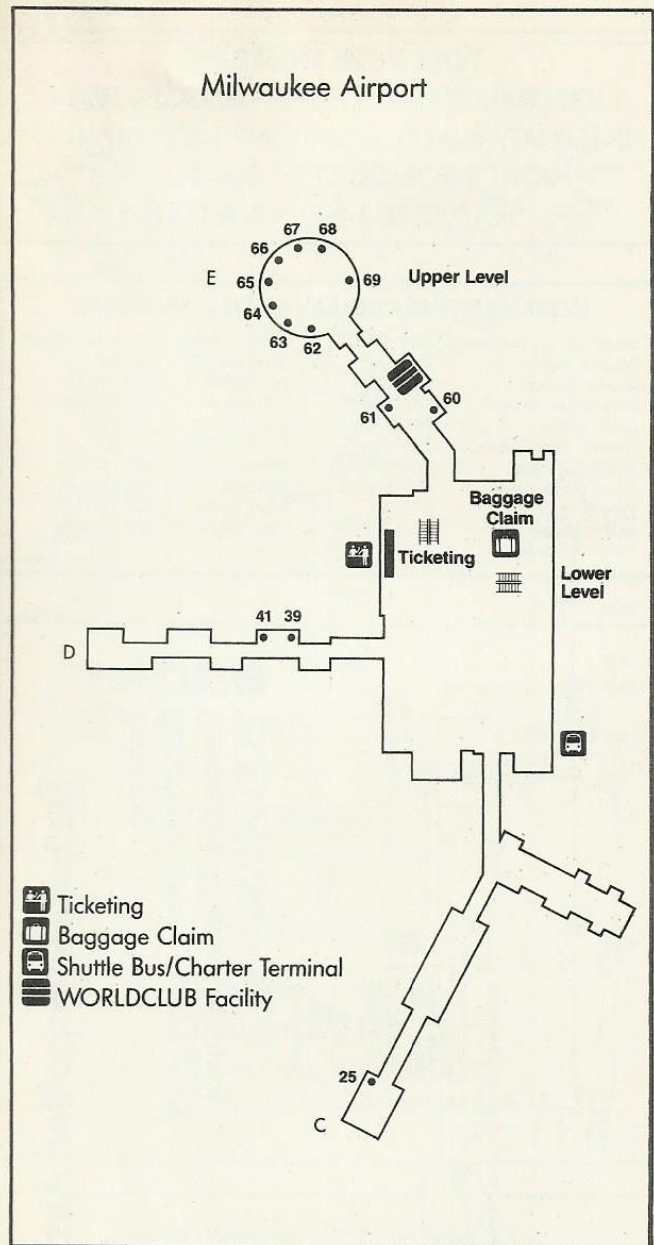 Milwaukee Airport
67 68
66
E 65 69 Upper Level
64
63 62
61 60
Baggage
Claim
Ticketing
Lower
Level
41 39
D
Ticketing
Baggage Claim
Shuttle Bus/Charter Terminal
WORLDCLUB Facility
25
C